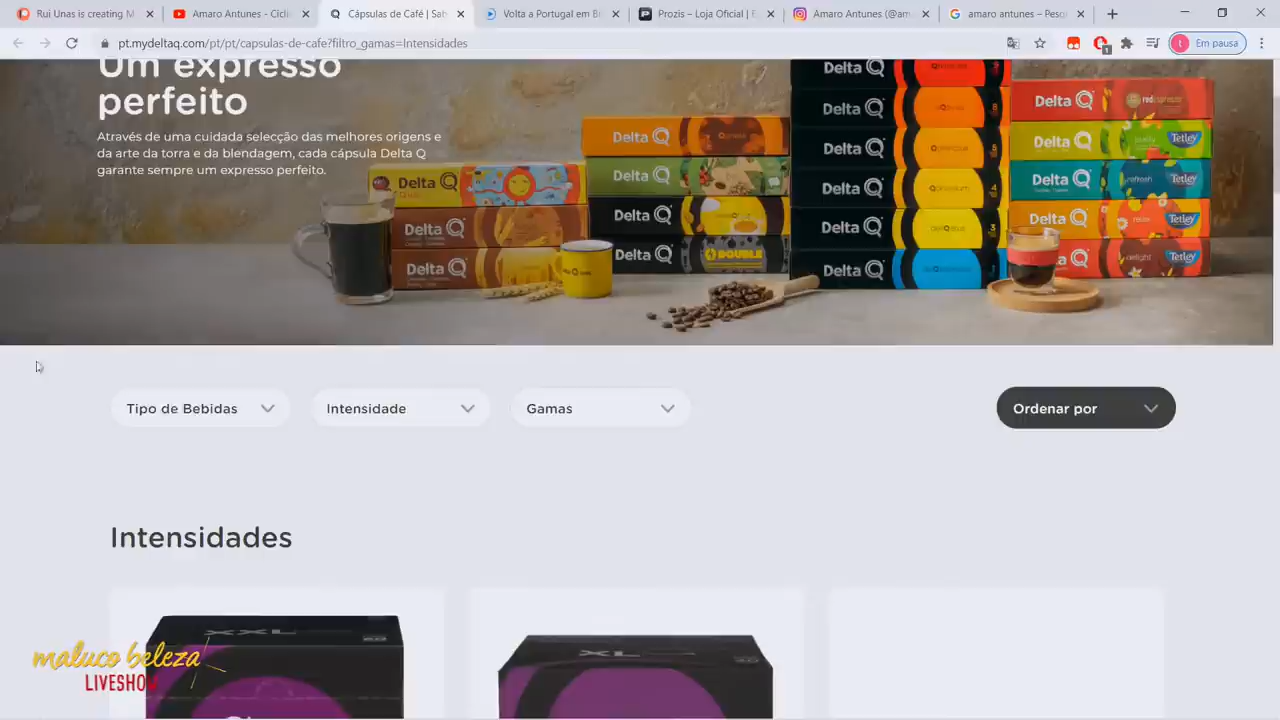 Rui Unas is creating M
Amaro Antunes - Cicli
Cápsulas de Café | Sab
Volta a Portugal em B
Prozis – Loja Oficial | E
Amaro Antunes (@am
amaro antunes – Pesq
pt.mydeltaq.com/pt/pt/capsulas-de-cafe?filtro_gamas=Intensidades
1
t Em pausa
Um expresso
perfeito
Através de uma cuidada selecção das melhores origens e
da arte da torra e da blendagem, cada cápsula Delta Q
garante sempre um expresso perfeito.
Delta Q
Delta Q
Delta Q
Delta Q
Delta Q
Delta Q
Delta Q
DOUBLE
Delta Q
Delta Q
Delta Q
Delta Q
Delta Q
Delta Q
Delta Q
Delta Q
Tetley
Delta Q
refresh Tetley
Delta Q
Tetley
delight Tetley
Tipo de Bebidas
Intensidade
Gamas
Ordenar por
Intensidades
XXL
XL
maluco beleza
LIVESHOW